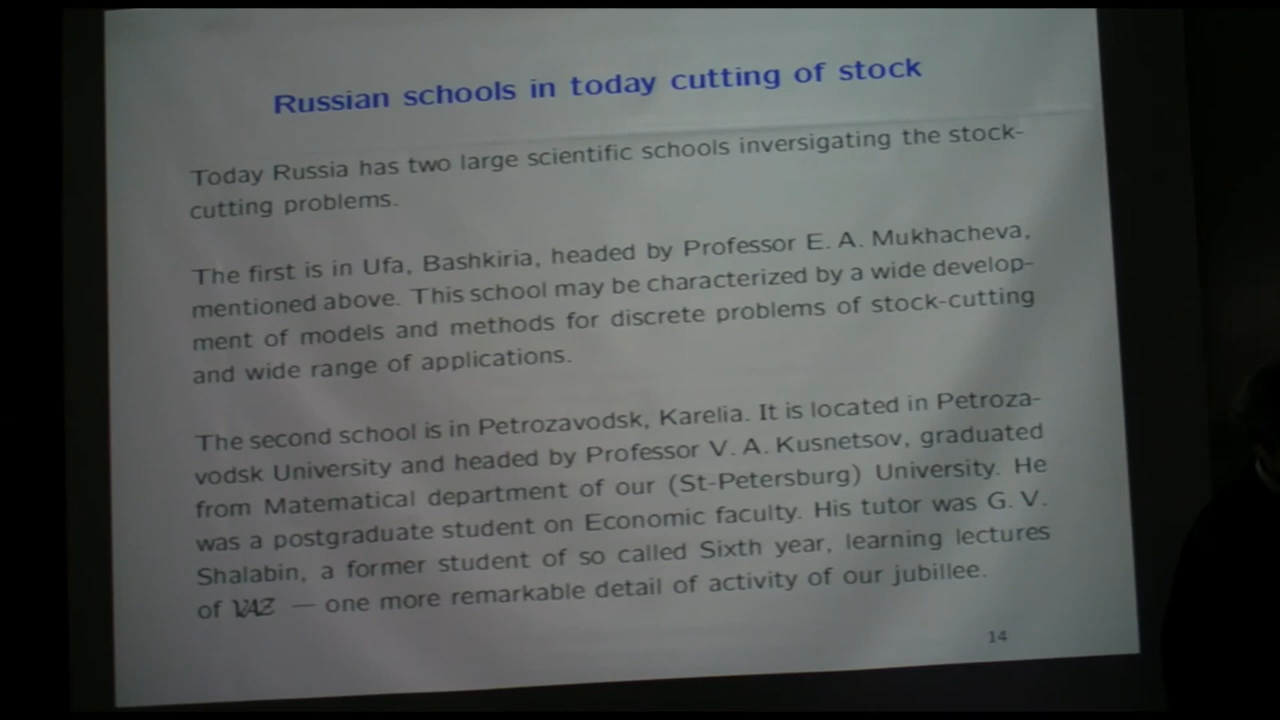 Russian schools in today cutting of stock
Today Russia has two large scientific schools inversigating the stock-
cutting problems.
The first is in Ufa, Bashkiria, headed by Professor E. A. Mukhacheva,
mentioned above. This school may be characterized by a wide develop-
ment of models and methods for discrete problems of stock-cutting
and wide range of applications.
The second school is in Petrozavodsk, Karelia. It is located in Petroza-
vodsk University and headed by Professor V. A. Kusnetsov, graduated
from Matematical department of our (St-Petersburg) University. He
was a postgraduate student on Economic faculty. His tutor was G. V.
Shalabin, a former student of so called Sixth year, learning lectures
of VAZ — one more remarkable detail of activity of our jubillee.
14